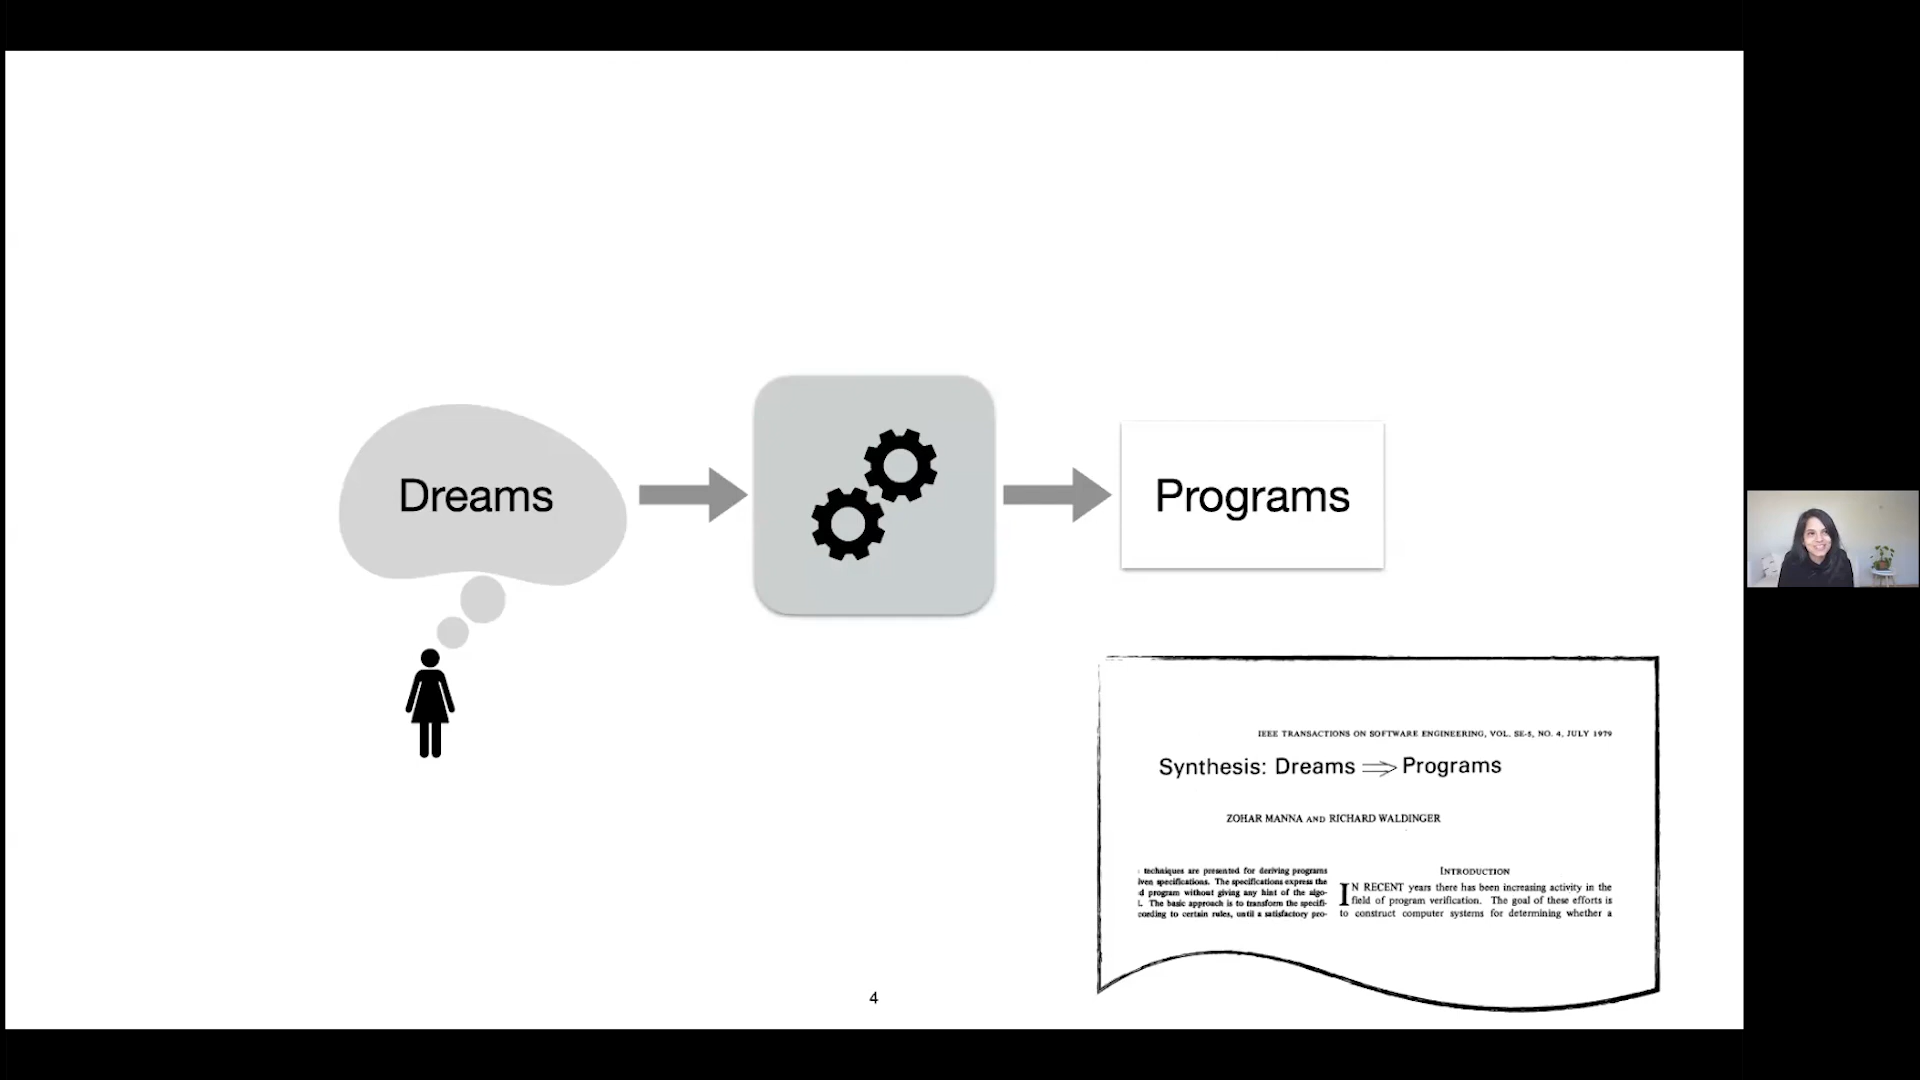 Dreams
Programs
IEEE TRANSACTIONS ON SOFTWARE ENGINEERING, VOL. SE-5, NO. 4, JULY 1979
Synthesis: Dreams ⟹ Programs
ZOHAR MANNA AND RICHARD WALDINGER
techniques are presented for deriving programs
iven specifications. The specifications express the
d program without giving any hint of the algo-
. The basic approach is to transform the specifi-
cording to certain rules, until a satisfactory pro-
INTRODUCTION
IN RECENT years there has been increasing activity in the
field of program verification. The goal of these efforts is
to construct computer systems for determining whether a
4